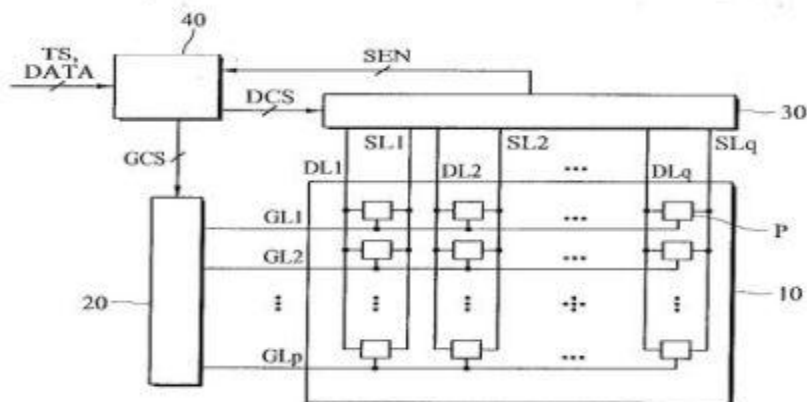 40
TS,
DATA
SEN
DCS
30
GCS
SL1 SL2 SLq
DL1 DL2 ... DLq
GL1 ... P
GL2 ...
20 10
GLp ...